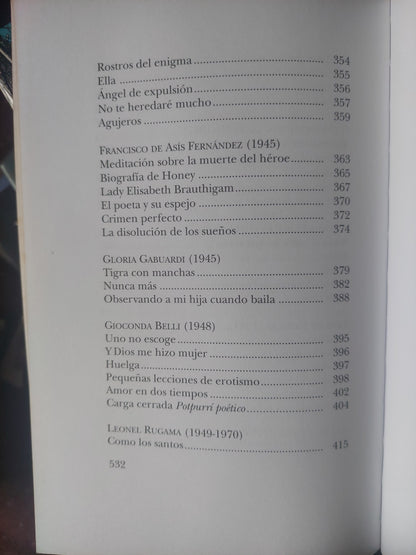 Rostros del enigma ........ 354
Ella ........ 355
Ángel de expulsión ........ 356
No te heredaré mucho ........ 357
Agujeros ........ 359
Francisco de Asís Fernández (1945)
Meditación sobre la muerte del héroe ........ 363
Biografía de Honey ........ 365
Lady Elisabeth Brauthigam ........ 367
El poeta y su espejo ........ 370
Crimen perfecto ........ 372
La disolución de los sueños ........ 374
Gloria Gabuardi (1945)
Tigra con manchas ........ 379
Nunca más ........ 382
Observando a mi hija cuando baila ........ 388
Gioconda Belli (1948)
Uno no escoge ........ 395
Y Dios me hizo mujer ........ 396
Huelga ........ 397
Pequeñas lecciones de erotismo ........ 398
Amor en dos tiempos ........ 402
Carga cerrada Potpurrí poético ........ 404
Leonel Rugama (1949-1970)
Como los santos ........ 415
532